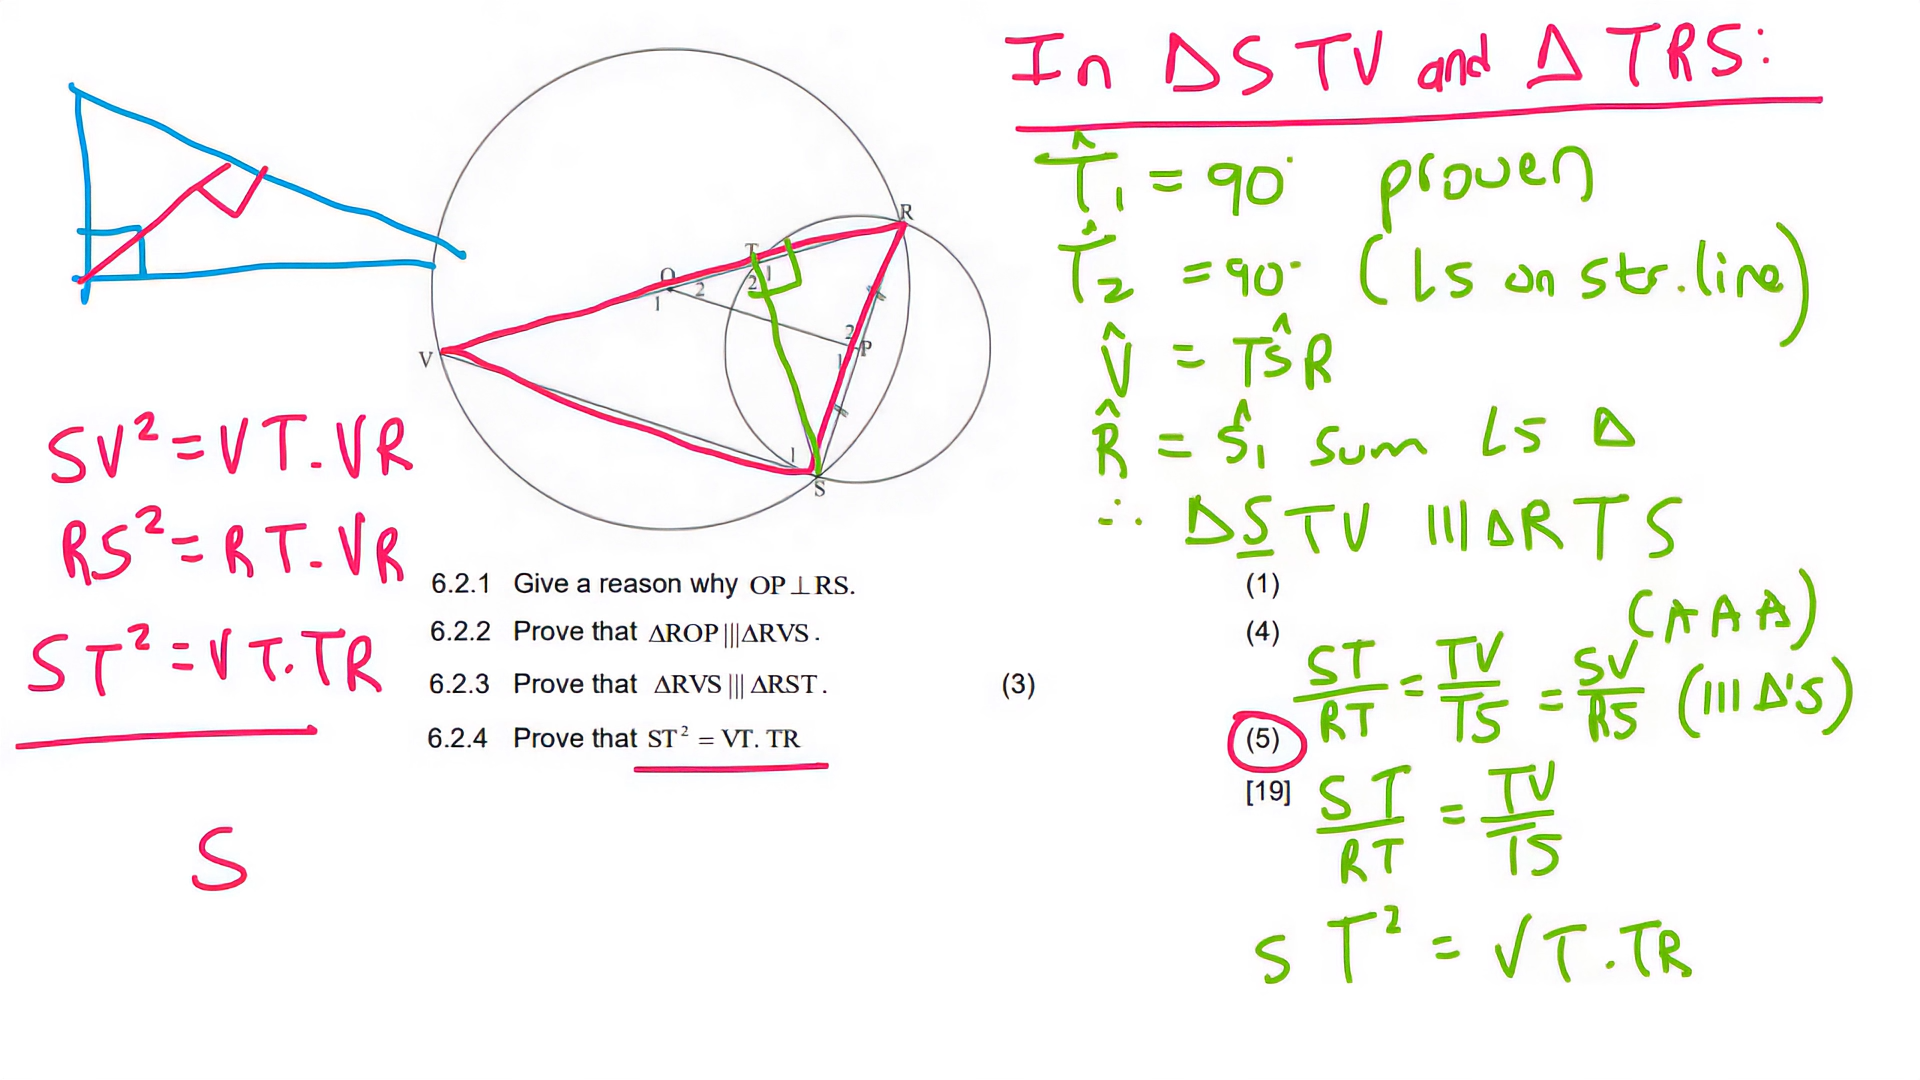 In ΔSTV and Δ TRS:
T̂₁ = 90° proven
T̂₂ = 90° (Ls on str.line)
V̂ = TŜR
R̂ = Ŝ₁ sum Ls Δ
∴ ΔSTV ||| ΔRTS
(AAA)
ST/RT = TV/TS = SV/RS (||| Δ's)
ST/RT = TV/TS
ST² = VT.TR
SV² = VT.VR
RS² = RT.VR
ST² = VT.TR
S
R
T
1
2
O
1
2
2
P
1
V
1
S
6.2.1 Give a reason why OP⊥RS. (1)
6.2.2 Prove that ΔROP ||| ΔRVS. (4)
6.2.3 Prove that ΔRVS ||| ΔRST. (3)
6.2.4 Prove that ST² = VT. TR (5)
[19]